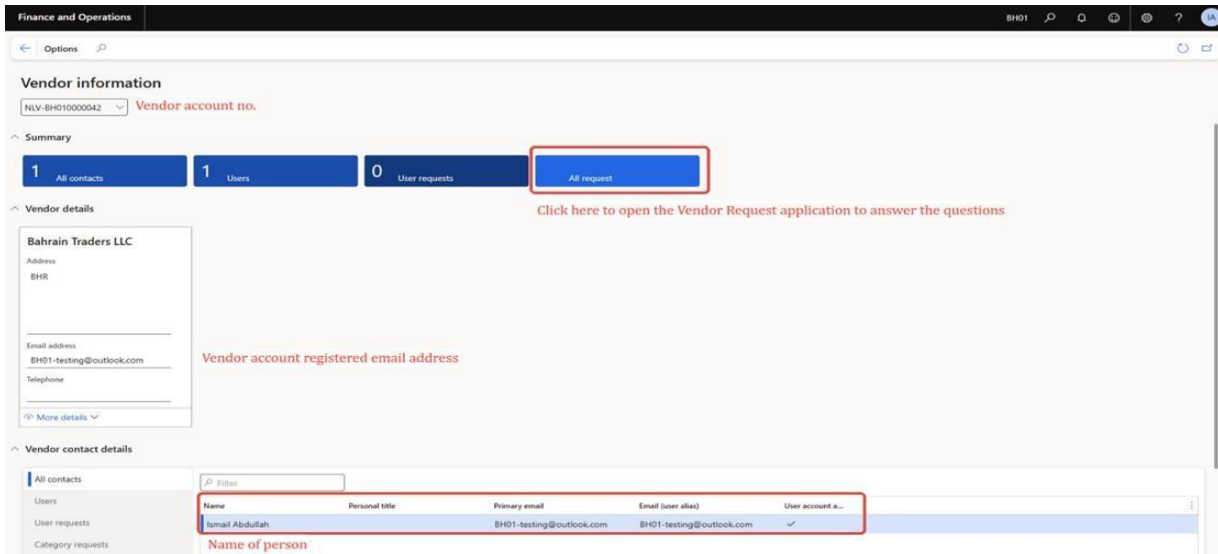 Finance and Operations
BH01
?
IA
Options
Vendor information
NLV-BH010000042
Vendor account no.
Summary
1 All contacts
1 Users
0 User requests
All request
Click here to open the Vendor Request application to answer the questions
Vendor details
Bahrain Traders LLC
Address
BHR
Email address
BH01-testing@outlook.com
Vendor account registered email address
Telephone
More details
Vendor contact details
All contacts
Users
User requests
Category requests
Filter
Name Personal title Primary email Email (user alias) User account a...
Ismail Abdullah BH01-testing@outlook.com BH01-testing@outlook.com
Name of person